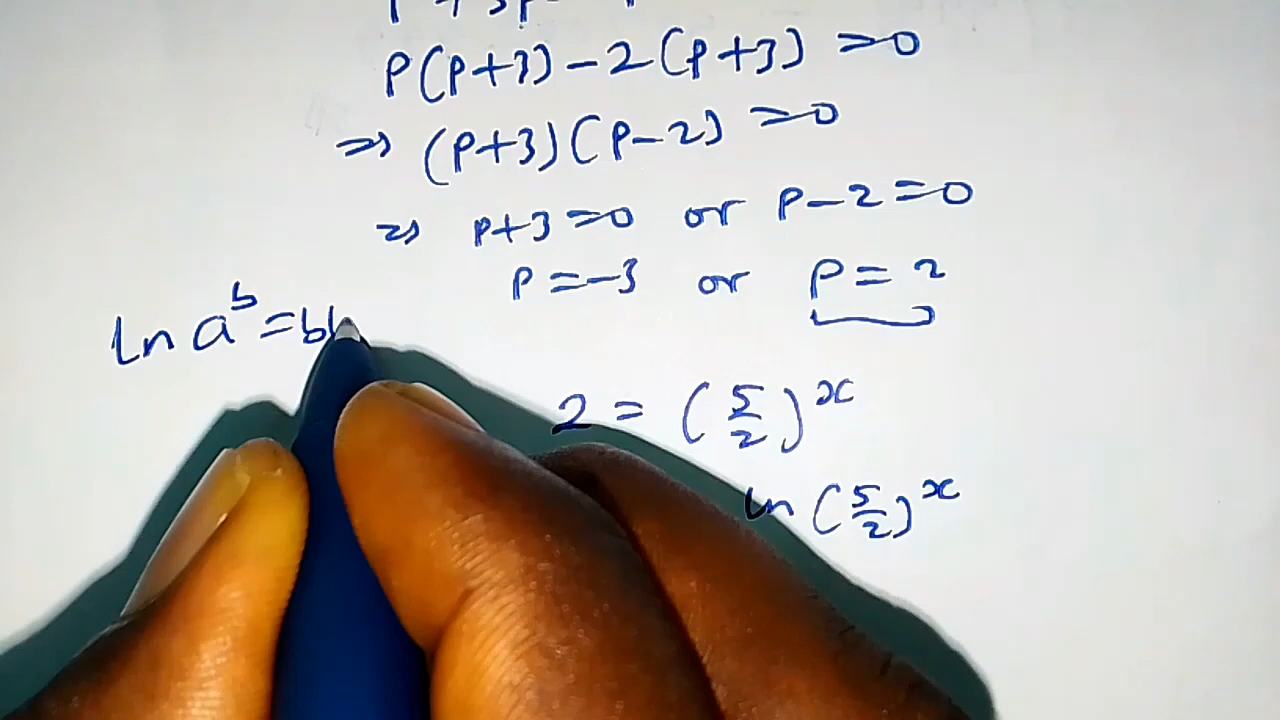 P(P+3)-2(P+3) =0
⇒ (P+3)(P-2) =0
⇒ P+3=0 or P-2=0
P=-3 or P=2
ln a^b = bl
2 = (5/2)^x
ln (5/2)^x